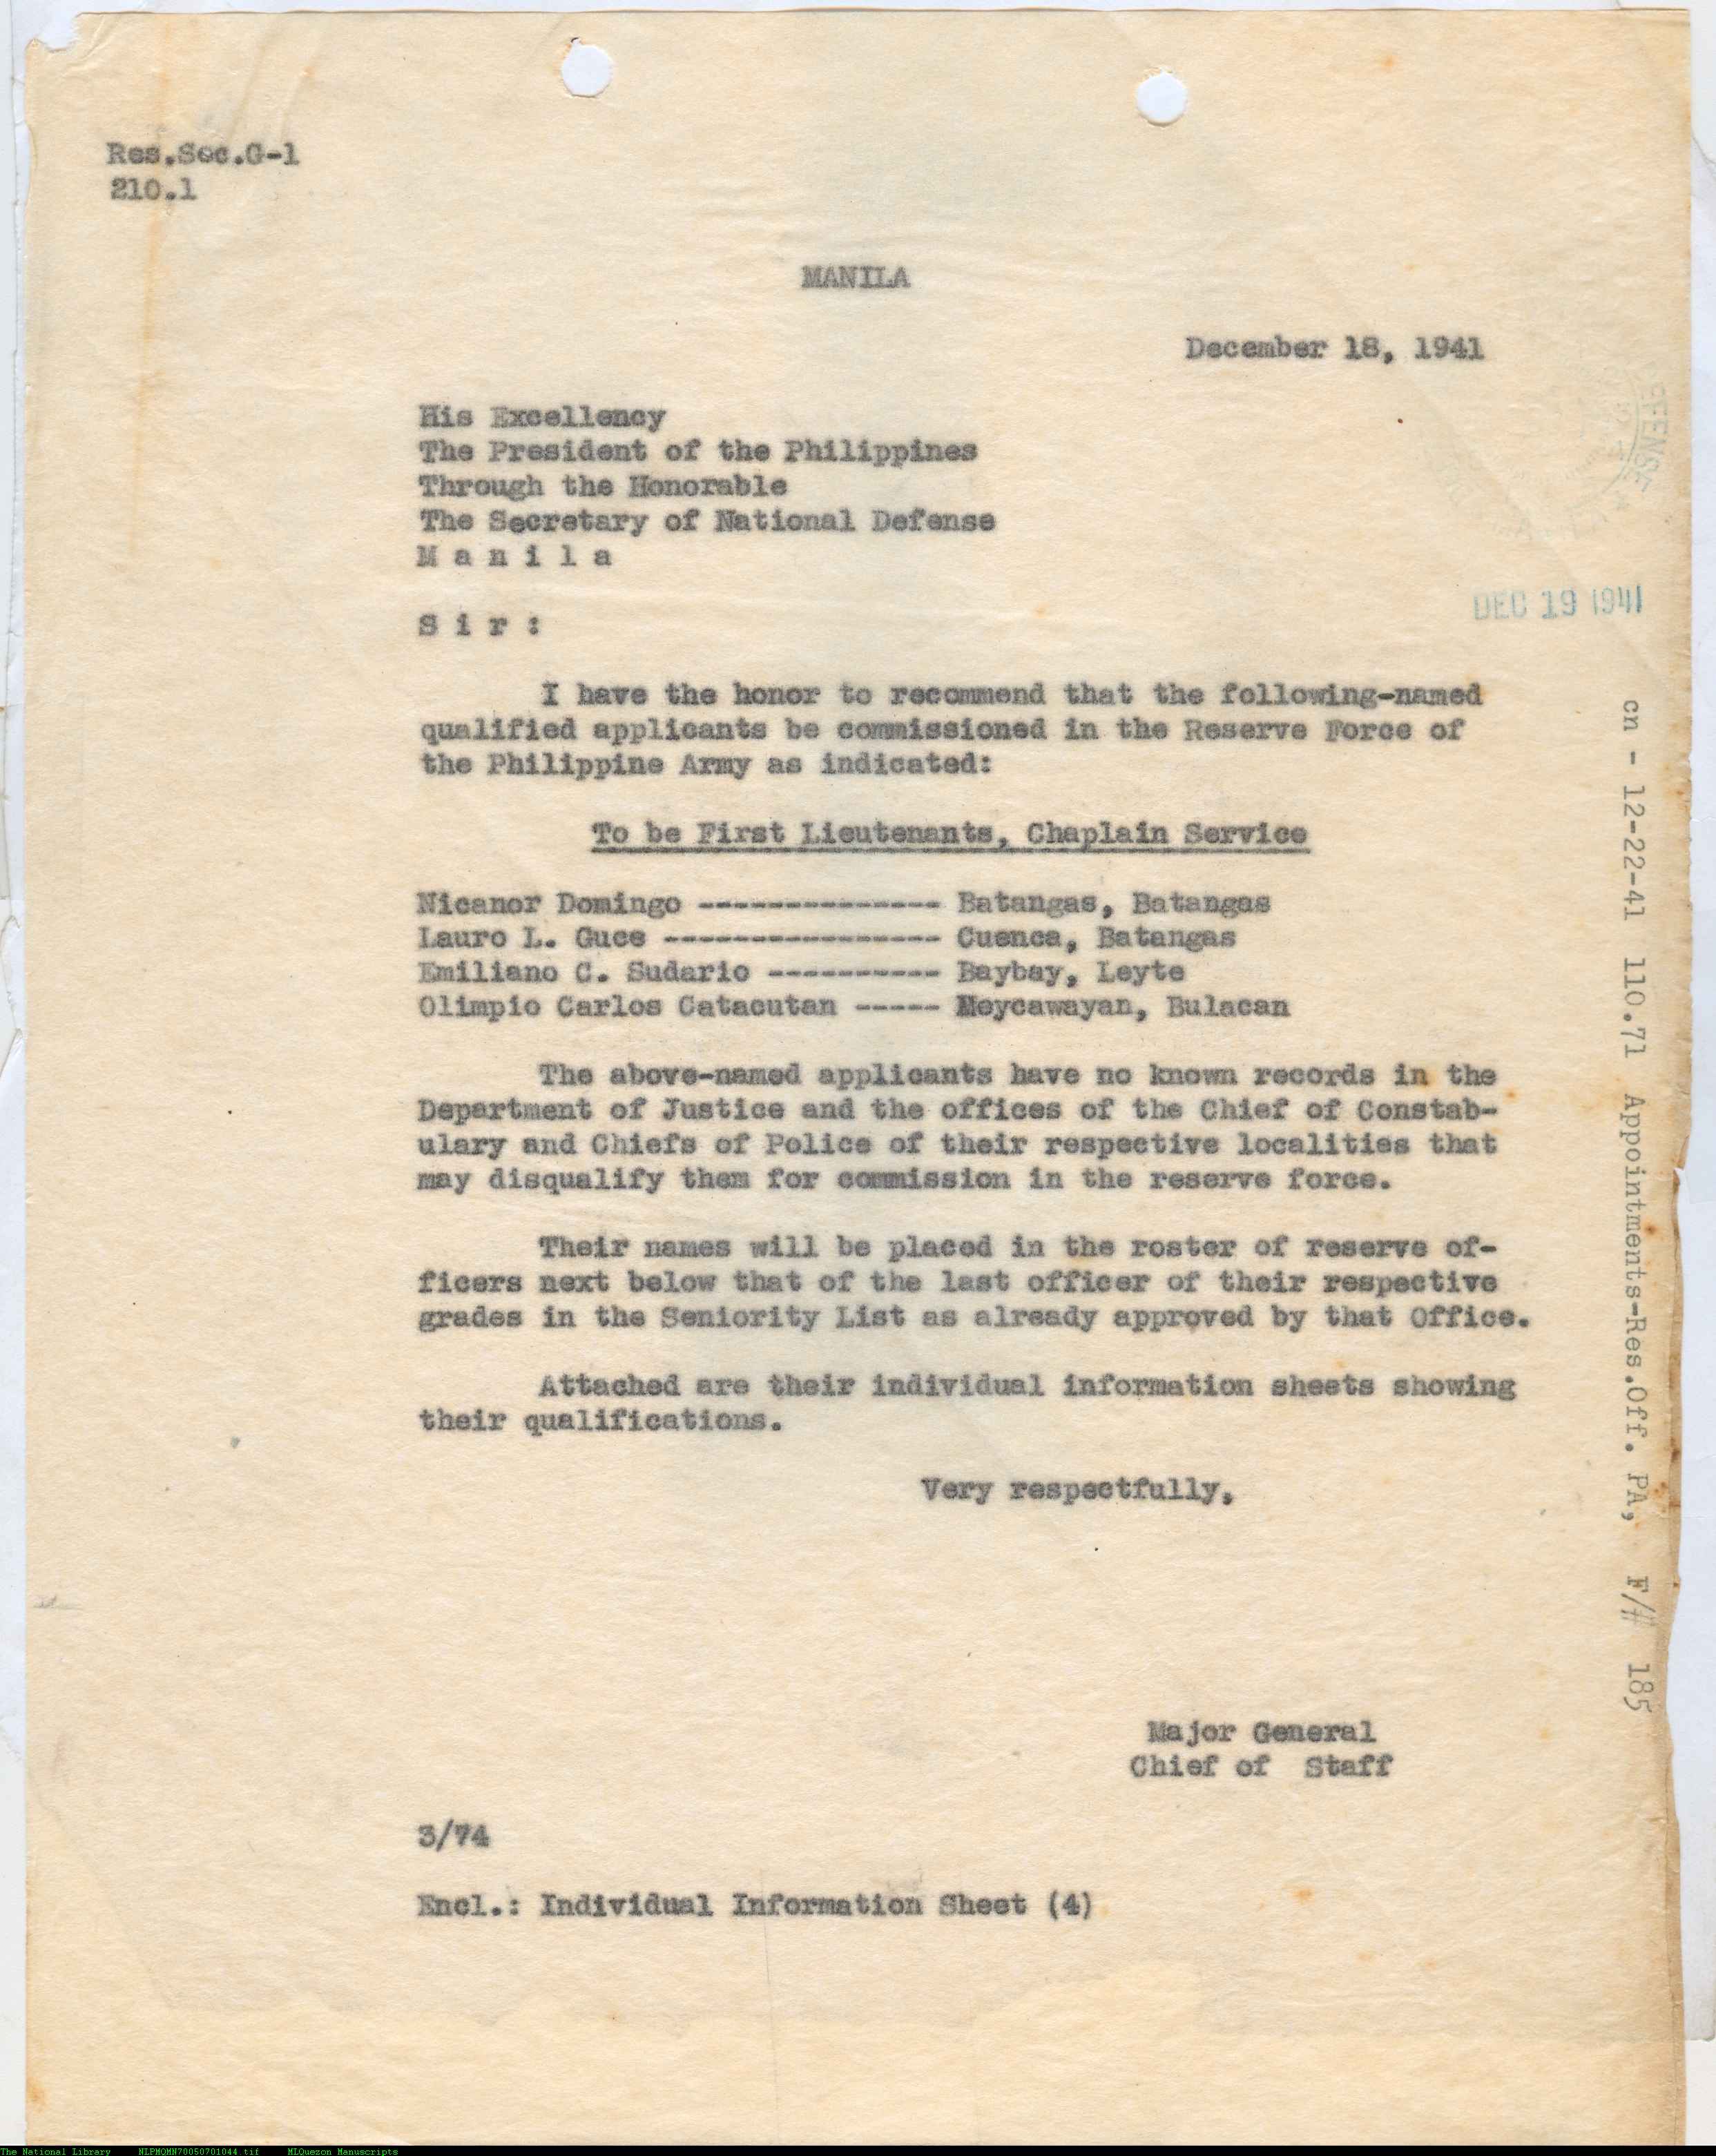 Res.Sec.G-1
210.1
MANILA
December 18, 1941
His Excellency
The President of the Philippines
Through the Honorable
The Secretary of National Defense
M a n i l a
DEC 19 1941
S i r :
I have the honor to recommend that the following-named
qualified applicants be commissioned in the Reserve Force of
the Philippine Army as indicated:
To be First Lieutenants, Chaplain Service
Nicanor Domingo -------------- Batangas, Batangas
Lauro L. Guce ---------------- Cuenca, Batangas
Emiliano C. Sudario ---------- Baybay, Leyte
Olimpio Carlos Catacutan ----- Meycawayan, Bulacan
The above-named applicants have no known records in the
Department of Justice and the offices of the Chief of Constab-
ulary and Chiefs of Police of their respective localities that
may disqualify them for commission in the reserve force.
Their names will be placed in the roster of reserve of-
ficers next below that of the last officer of their respective
grades in the Seniority List as already approved by that Office.
Attached are their individual information sheets showing
their qualifications.
Very respectfully,
Major General
Chief of  Staff
3/74
Encl.: Individual Information Sheet (4)
cn - 12-22-41 110.71 Appointments-Res.Off. PA, F/# 185
The National Library NLPMQMN70050701044.tif MLQuezon Manuscripts